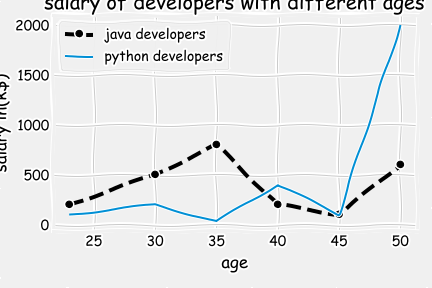 salary of developers with different ages
java developers
python developers
2000
1500
1000
500
0
salary in(k$)
25 30 35 40 45 50
age